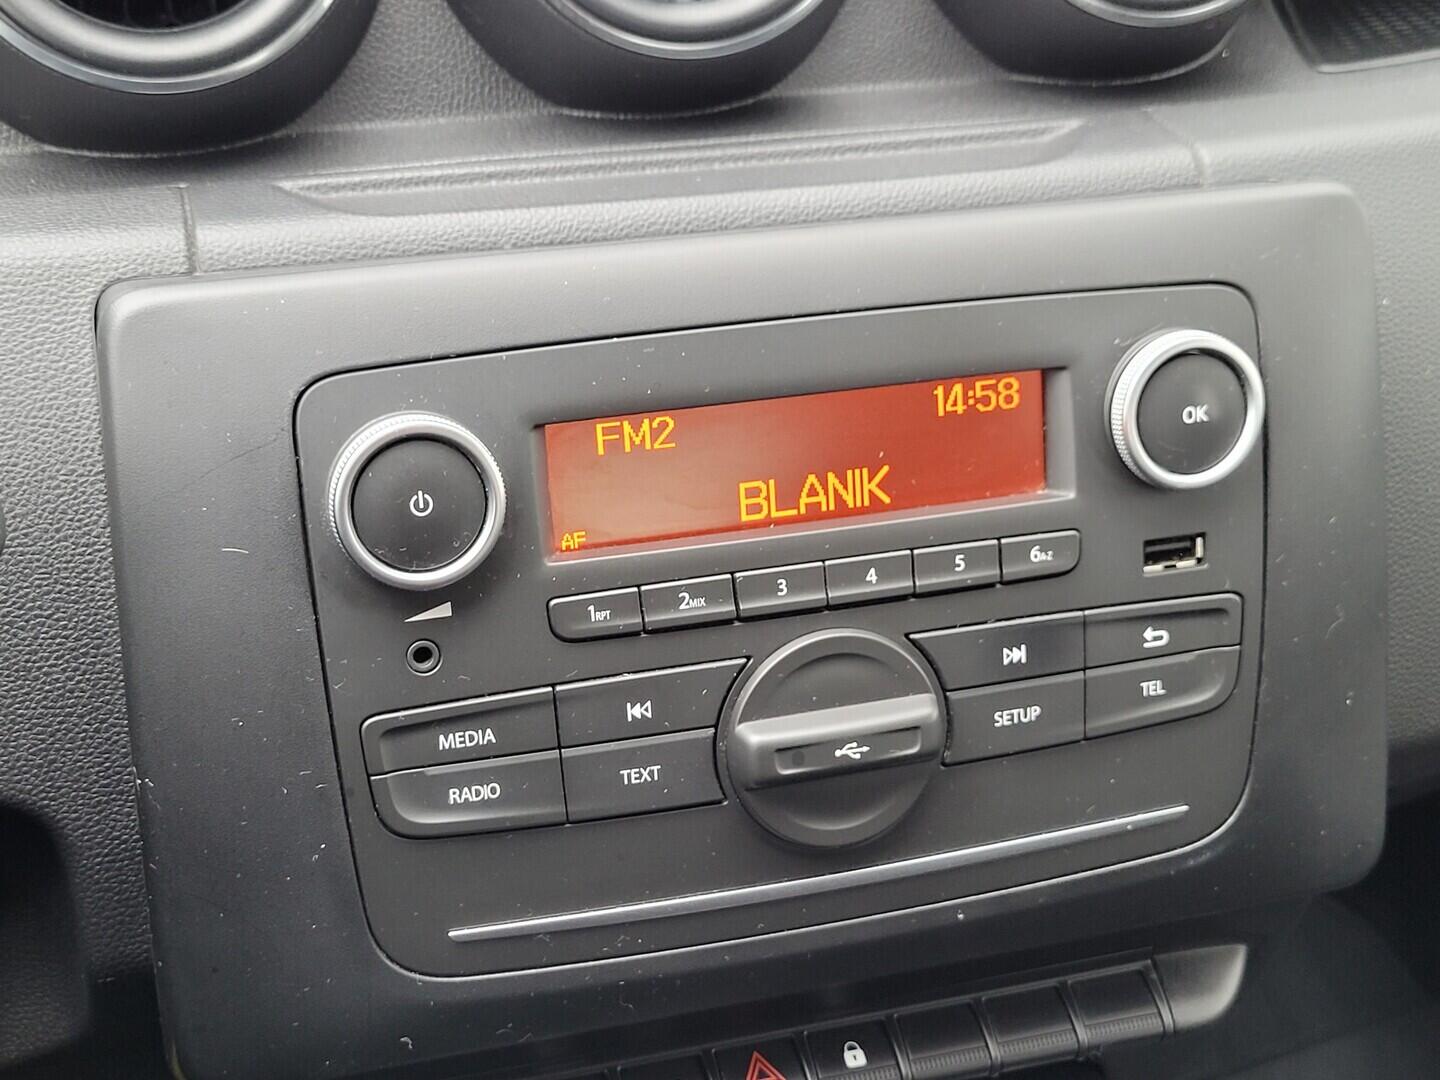 FM2 14:58
BLANIK
AF
OK
1RPT 2MIX 3 4 5 6A-Z
MEDIA
RADIO TEXT
SETUP TEL